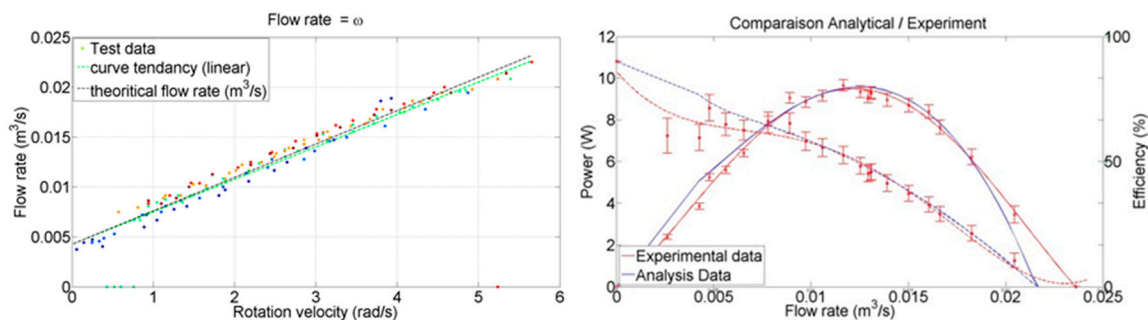 Flow rate = ω
0.025
0.02
0.015
0.01
0.005
0
Flow rate (m³/s)
Test data
curve tendancy (linear)
theoritical flow rate (m³/s)
0 1 2 3 4 5 6
Rotation velocity (rad/s)
Comparaison Analytical / Experiment
12
10
8
6
4
2
0
Power (W)
100
50
0
Efficiency (%)
Experimental data
Analysis Data
0 0.005 0.01 0.015 0.02 0.025
Flow rate (m³/s)